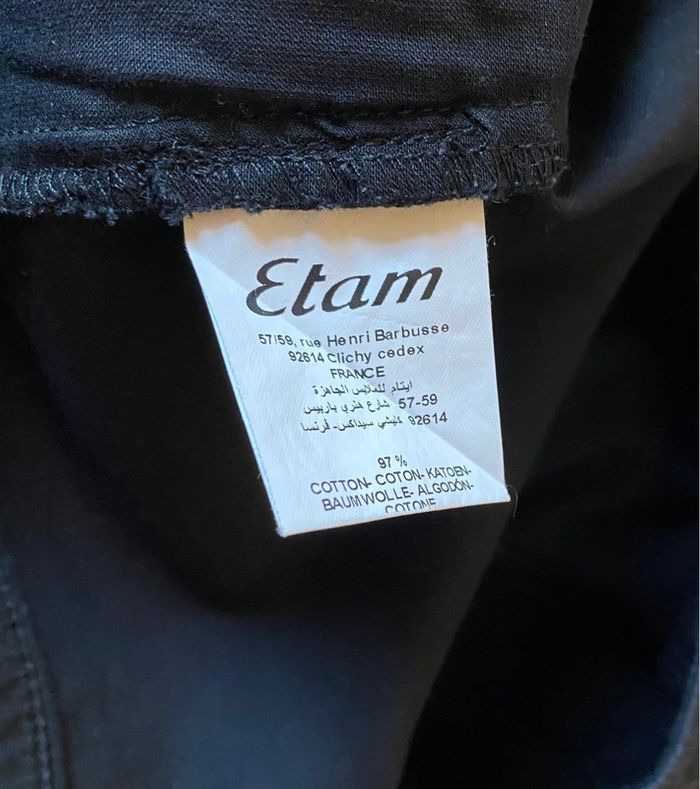 Etam
57/59, rue Henri Barbusse
92614 Clichy cedex
FRANCE
ايتام للملابس الجاهزة
57-59 شارع هنري باربيس
92614 كليشي سيداكس-فرنسا
97 %
COTTON- COTON- KATOEN-
BAUMWOLLE- ALGODÓN-
COTONE